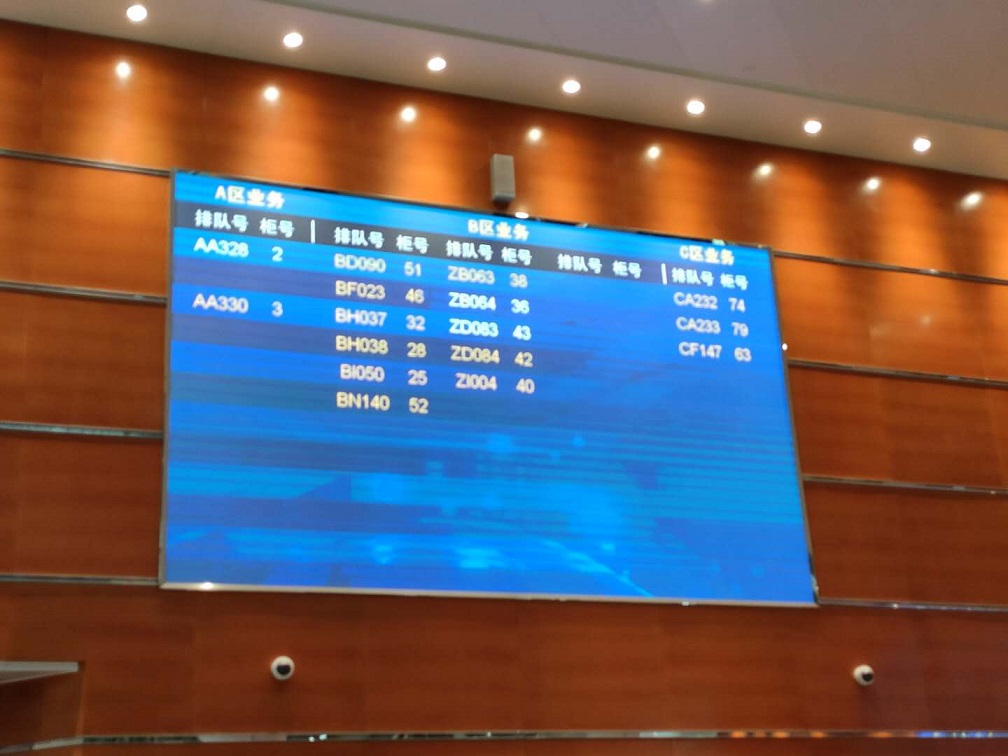 A区业务 B区业务 C区业务
排队号 柜号 排队号 柜号 排队号 柜号 排队号 柜号 排队号 柜号
AA328 2 BD090 51 ZB063 38 CA232 74
BF023 46 ZB064 36 CA233 79
AA330 3 BH037 32 ZD083 43 CF147 63
BH038 28 ZD084 42
BI050 25 ZI004 40
BN140 52